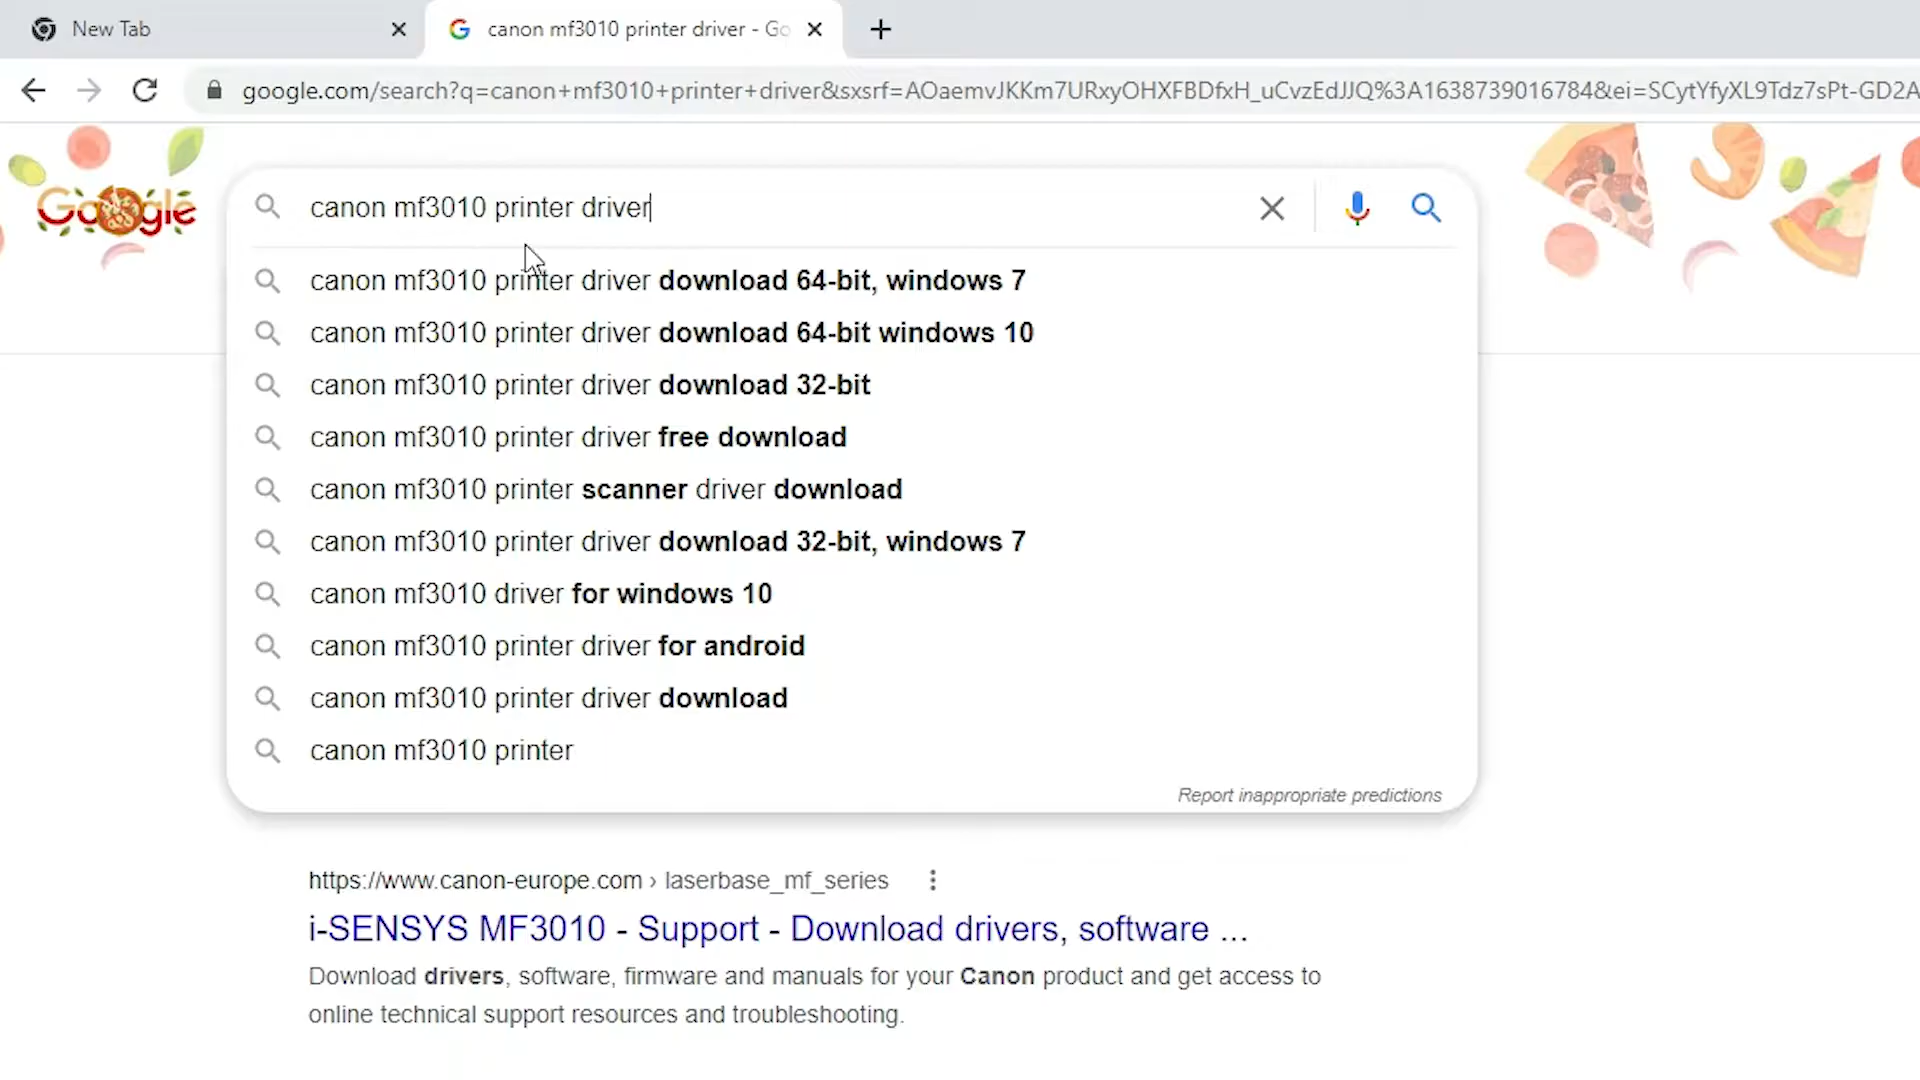 New Tab
canon mf3010 printer driver - Go
google.com/search?q=canon+mf3010+printer+driver&sxsrf=AOaemvJKKm7URxyOHXFBDfxH_uCvzEdJJQ%3A1638739016784&ei=SCytYfyXL9Tdz7sPt-GD2A
Google
canon mf3010 printer driver
canon mf3010 printer driver download 64-bit, windows 7
canon mf3010 printer driver download 64-bit windows 10
canon mf3010 printer driver download 32-bit
canon mf3010 printer driver free download
canon mf3010 printer scanner driver download
canon mf3010 printer driver download 32-bit, windows 7
canon mf3010 driver for windows 10
canon mf3010 printer driver for android
canon mf3010 printer driver download
canon mf3010 printer
Report inappropriate predictions
https://www.canon-europe.com › laserbase_mf_series
i-SENSYS MF3010 - Support - Download drivers, software ...
Download drivers, software, firmware and manuals for your Canon product and get access to
online technical support resources and troubleshooting.